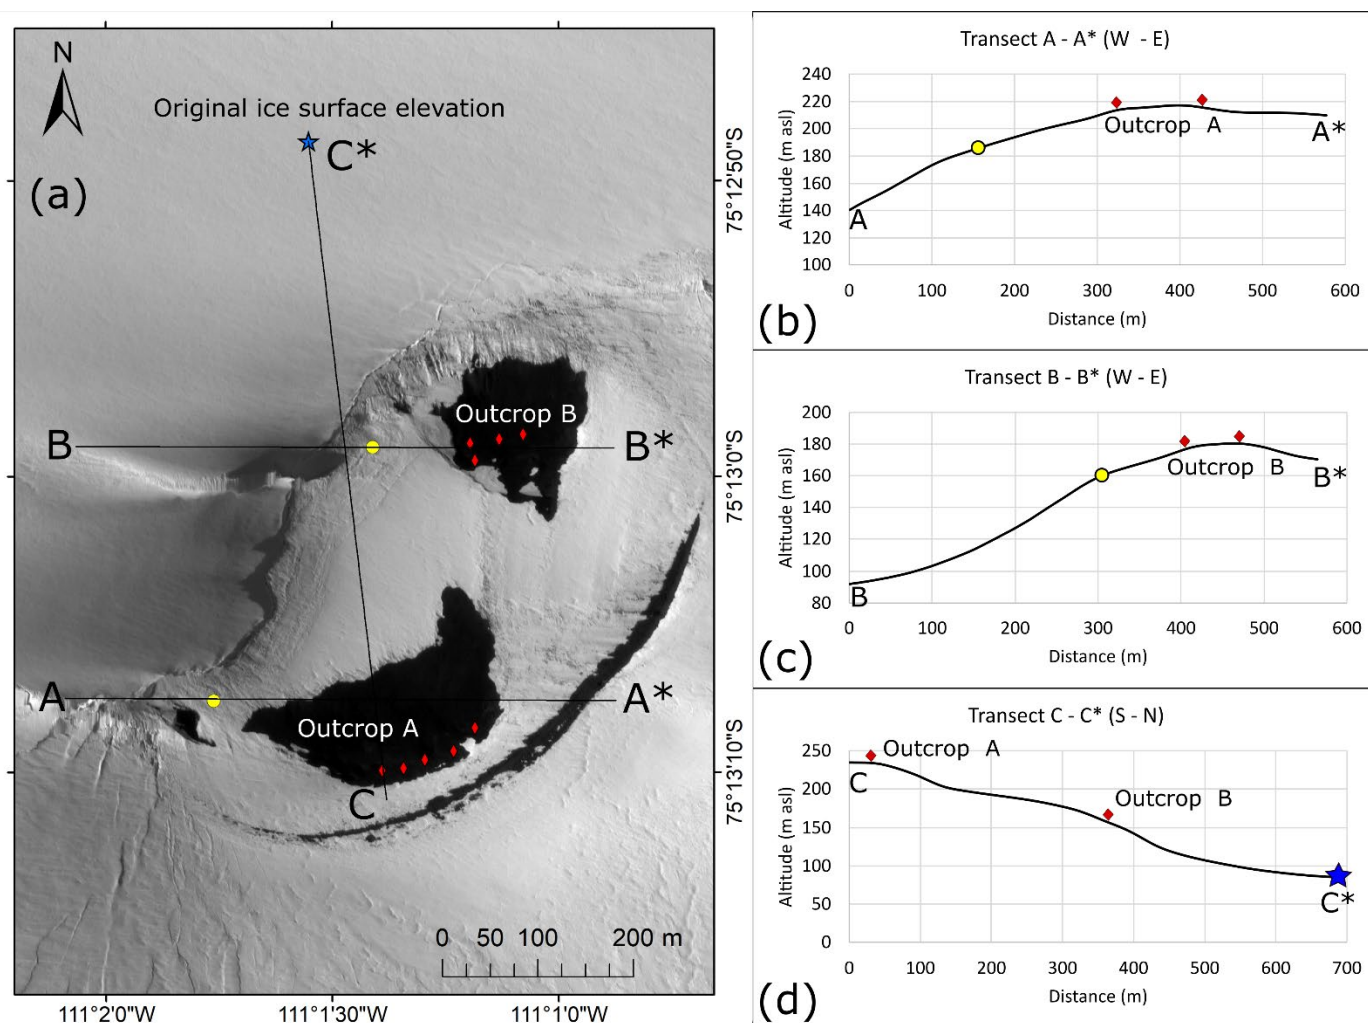 N
Original ice surface elevation
C*
(a)
75°12'50"S
Outcrop B
B
B*
75°13'0"S
A
A*
Outcrop A
75°13'10"S
C
0 50 100 200 m
111°2'0"W 111°1'30"W 111°1'0"W
Transect A - A* (W - E)
Altitude (m asl)
240
220
200
180
160
140
120
100
Outcrop A
A
A*
0 100 200 300 400 500 600
Distance (m)
(b)
Transect B - B* (W - E)
Altitude (m asl)
200
180
160
140
120
100
80
Outcrop B
B
B*
0 100 200 300 400 500 600
Distance (m)
(c)
Transect C - C* (S - N)
Altitude (m asl)
250
200
150
100
50
0
Outcrop A
C
Outcrop B
C*
0 100 200 300 400 500 600 700
Distance (m)
(d)